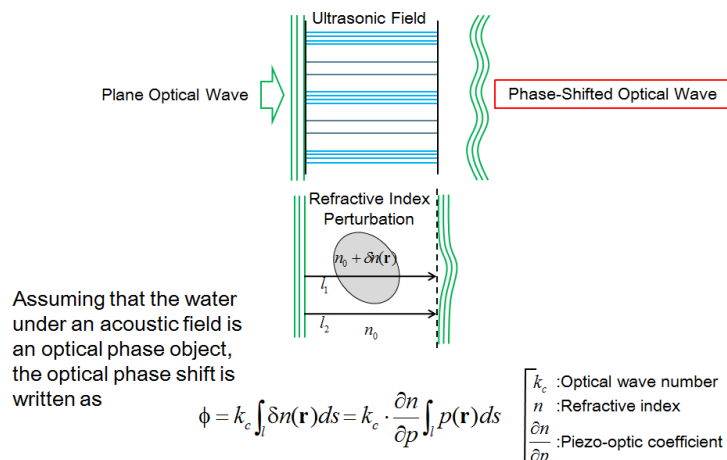 Ultrasonic Field
Plane Optical Wave
Phase-Shifted Optical Wave
Refractive Index
Perturbation
n₀ + δn(r)
l₁
l₂ n₀
Assuming that the water
under an acoustic field is
an optical phase object,
the optical phase shift is
written as
ϕ = k_c ∫_l δn(r)ds = k_c · ∂n/∂p ∫_l p(r)ds
k_c :Optical wave number
n :Refractive index
∂n/∂p :Piezo-optic coefficient